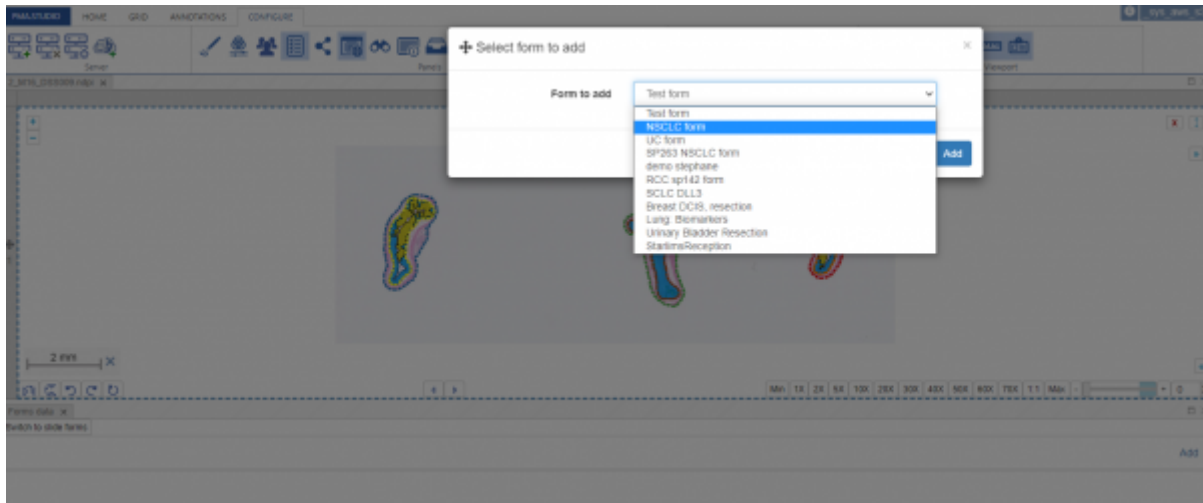 PMA.STUDIO HOME GRID ANNOTATIONS CONFIGURE
Server
Panels
Viewport
Select form to add
×
Form to add
Test form
Test form
NSCLC form
UC form
SP263 NSCLC form
demo stephane
RCC sp142 form
SCLC DLL3
Breast DCIS, resection
Lung: Biomarkers
Urinary Bladder Resection
StarlimsReception
Add
2 mm
Min 1X 2X 5X 10X 20X 30X 40X 50X 60X 70X 1:1 Max - + 0
Forms data x
Switch to slide forms
Add